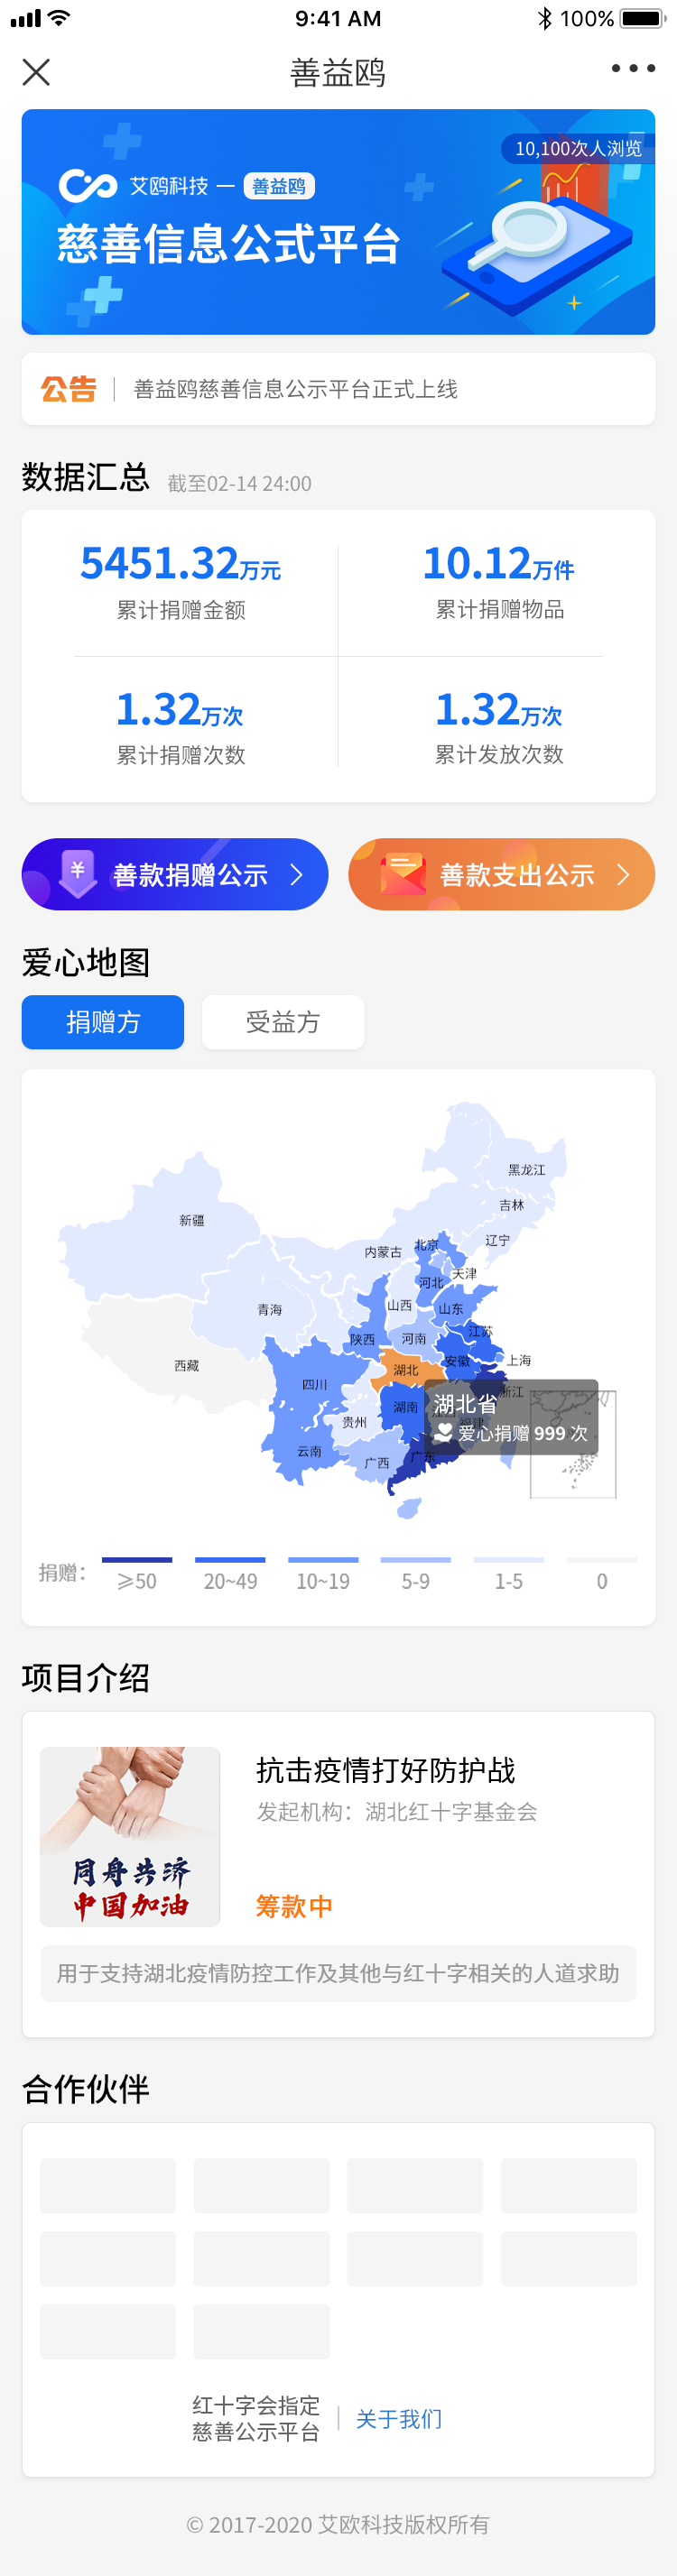 9:41 AM
100%
善益鸥
10,100次人浏览
艾鸥科技 — 善益鸥
慈善信息公式平台
公告 善益鸥慈善信息公示平台正式上线
数据汇总 截至02-14 24:00
5451.32万元 10.12万件
累计捐赠金额 累计捐赠物品
1.32万次 1.32万次
累计捐赠次数 累计发放次数
¥ 善款捐赠公示 善款支出公示
爱心地图
捐赠方 受益方
黑龙江
吉林
新疆
辽宁
北京
内蒙古
天津
河北
山西
山东
青海
江苏
陕西 河南
安徽 上海
西藏
湖北
四川
浙江
湖南
湖北省
贵州
福建
爱心捐赠 999 次
云南
广东
广西
捐赠：
≥50 20~49 10~19 5-9 1-5 0
项目介绍
抗击疫情打好防护战
发起机构：湖北红十字基金会
同舟共济
中国加油
筹款中
用于支持湖北疫情防控工作及其他与红十字相关的人道求助
合作伙伴
红十字会指定
慈善公示平台
关于我们
© 2017-2020 艾欧科技版权所有